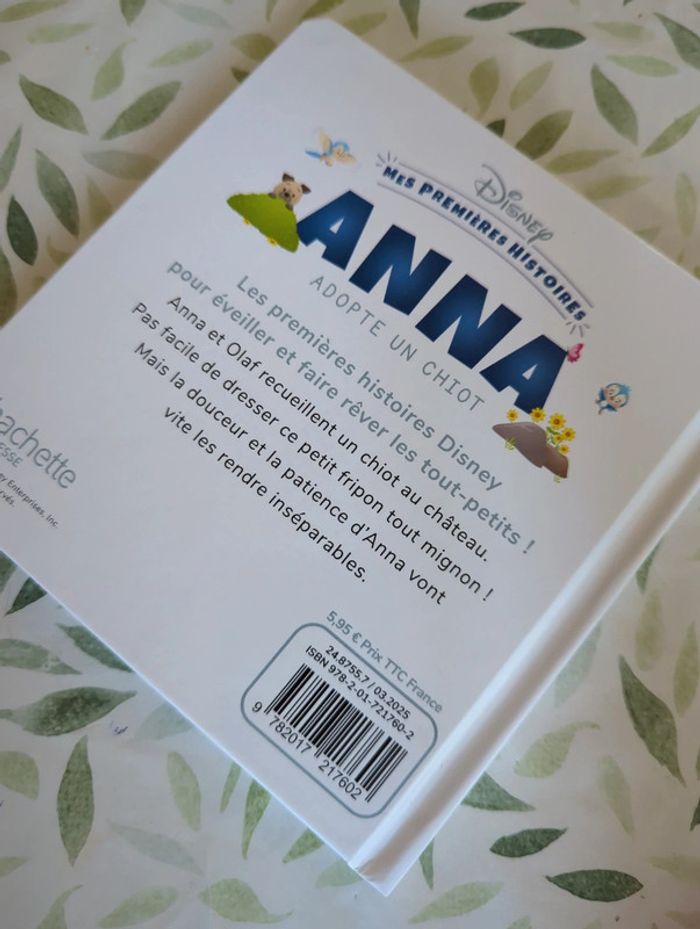 Disney
MES PREMIÈRES HISTOIRES
ANNA
ADOPTE UN CHIOT
Les premières histoires Disney
pour éveiller et faire rêver les tout-petits !
Anna et Olaf recueillent un chiot au château.
Pas facile de dresser ce petit fripon tout mignon !
Mais la douceur et la patience d'Anna vont
vite les rendre inséparables.
hachette
Enterprises, Inc.
5,95 € Prix TTC France
24.8755.7 / 03.2025
ISBN 978-2-01-721760-2
9 782017 217602